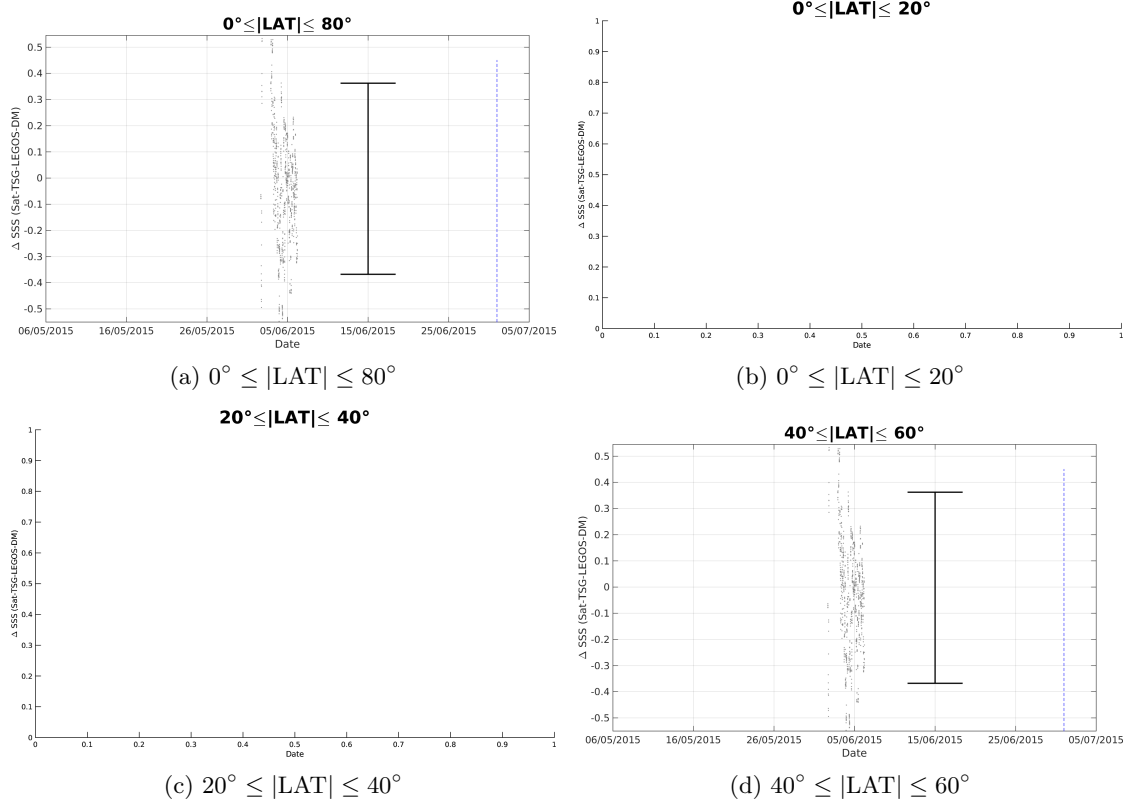 0°≤|LAT|≤ 80°
Δ SSS (Sat-TSG-LEGOS-DM)
0.5
0.4
0.3
0.2
0.1
0
-0.1
-0.2
-0.3
-0.4
-0.5
06/05/2015 16/05/2015 26/05/2015 05/06/2015 15/06/2015 25/06/2015 05/07/2015
Date
(a) 0° ≤ |LAT| ≤ 80°
0°≤|LAT|≤ 20°
Δ SSS (Sat-TSG-LEGOS-DM)
1
0.9
0.8
0.7
0.6
0.5
0.4
0.3
0.2
0.1
0
0 0.1 0.2 0.3 0.4 0.5 0.6 0.7 0.8 0.9 1
Date
(b) 0° ≤ |LAT| ≤ 20°
20°≤|LAT|≤ 40°
Δ SSS (Sat-TSG-LEGOS-DM)
1
0.9
0.8
0.7
0.6
0.5
0.4
0.3
0.2
0.1
0
0 0.1 0.2 0.3 0.4 0.5 0.6 0.7 0.8 0.9 1
Date
(c) 20° ≤ |LAT| ≤ 40°
40°≤|LAT|≤ 60°
Δ SSS (Sat-TSG-LEGOS-DM)
0.5
0.4
0.3
0.2
0.1
0
-0.1
-0.2
-0.3
-0.4
-0.5
06/05/2015 16/05/2015 26/05/2015 05/06/2015 15/06/2015 25/06/2015 05/07/2015
Date
(d) 40° ≤ |LAT| ≤ 60°